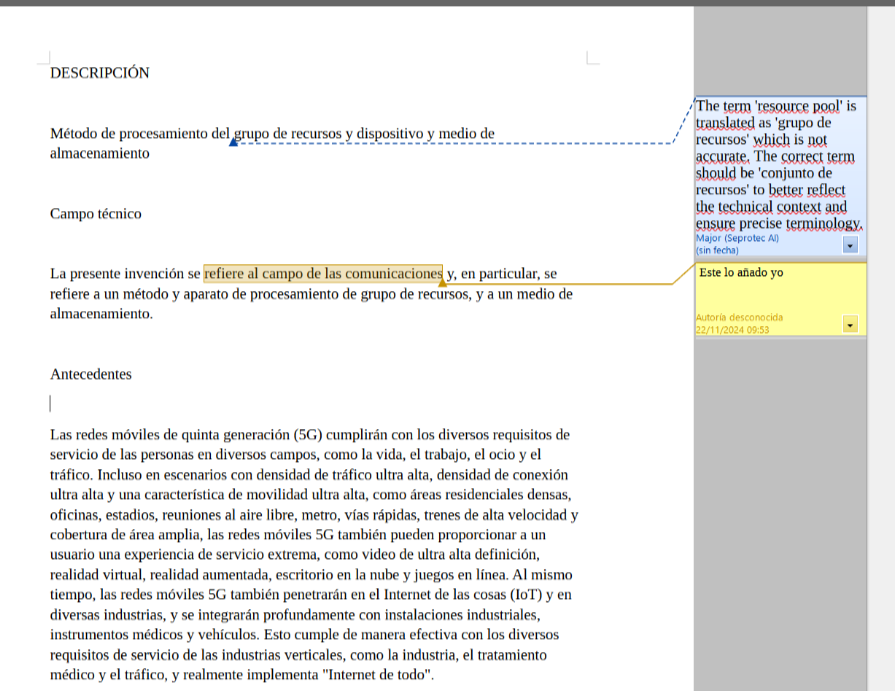 DESCRIPCIÓN
Método de procesamiento del grupo de recursos y dispositivo y medio de
almacenamiento
Campo técnico
La presente invención se refiere al campo de las comunicaciones y, en particular, se
refiere a un método y aparato de procesamiento de grupo de recursos, y a un medio de
almacenamiento.
Antecedentes
Las redes móviles de quinta generación (5G) cumplirán con los diversos requisitos de
servicio de las personas en diversos campos, como la vida, el trabajo, el ocio y el
tráfico. Incluso en escenarios con densidad de tráfico ultra alta, densidad de conexión
ultra alta y una característica de movilidad ultra alta, como áreas residenciales densas,
oficinas, estadios, reuniones al aire libre, metro, vías rápidas, trenes de alta velocidad y
cobertura de área amplia, las redes móviles 5G también pueden proporcionar a un
usuario una experiencia de servicio extrema, como video de ultra alta definición,
realidad virtual, realidad aumentada, escritorio en la nube y juegos en línea. Al mismo
tiempo, las redes móviles 5G también penetrarán en el Internet de las cosas (IoT) y en
diversas industrias, y se integrarán profundamente con instalaciones industriales,
instrumentos médicos y vehículos. Esto cumple de manera efectiva con los diversos
requisitos de servicio de las industrias verticales, como la industria, el tratamiento
médico y el tráfico, y realmente implementa "Internet de todo".
The term 'resource pool' is
translated as 'grupo de
recursos' which is not
accurate. The correct term
should be 'conjunto de
recursos' to better reflect
the technical context and
ensure precise terminology.
Major (Seprotec AI)
(sin fecha)
Este lo añado yo
Autoría desconocida
22/11/2024 09:53